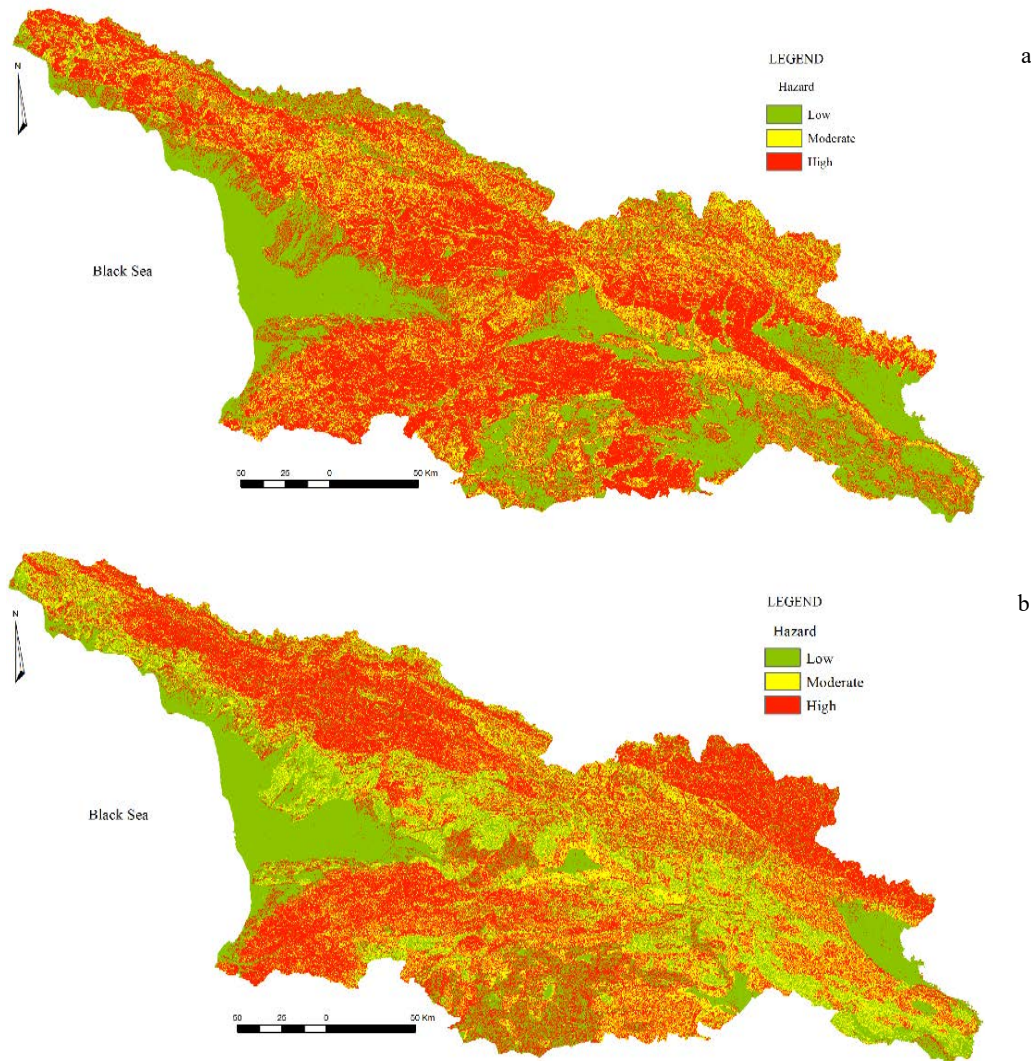 a
LEGEND
Hazard
Low
Moderate
High
N
Black Sea
50 25 0 50 Km
b
LEGEND
Hazard
Low
Moderate
High
N
Black Sea
50 25 0 50 Km